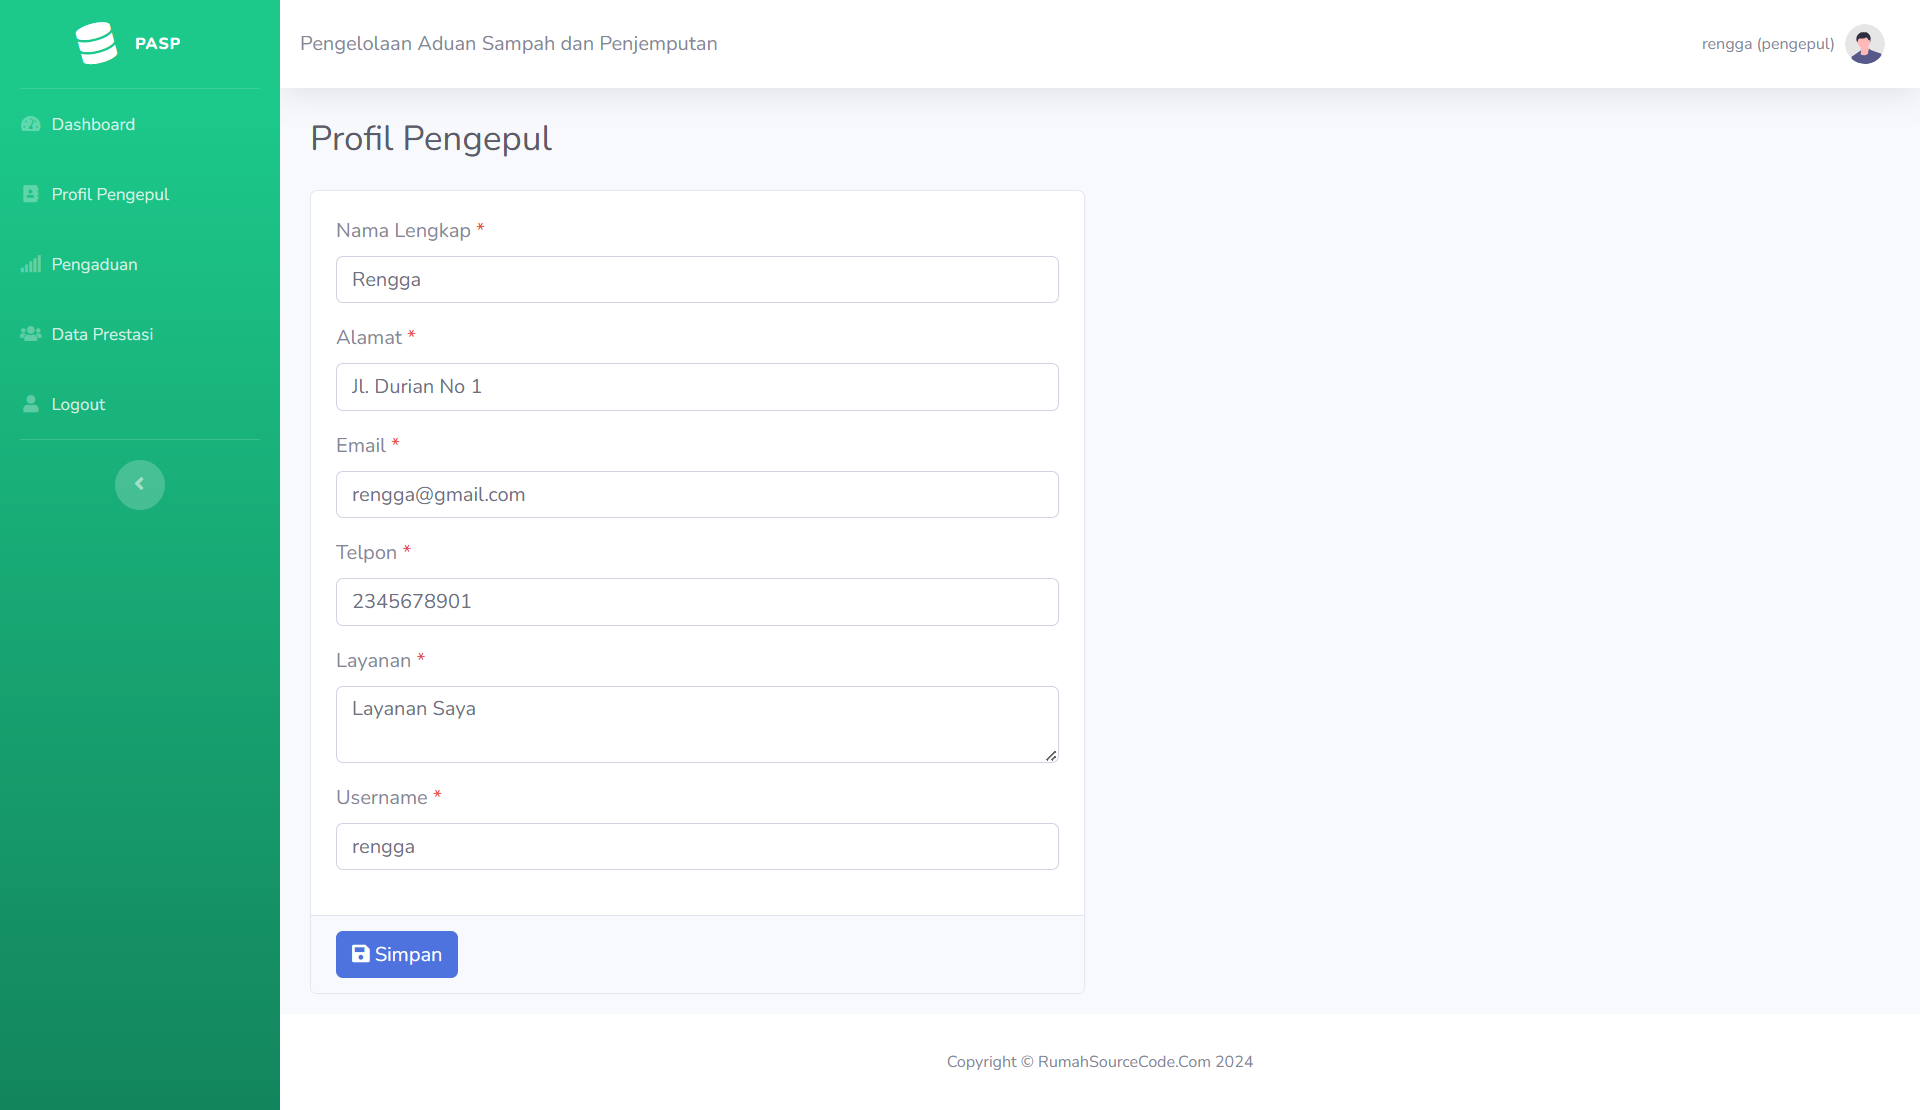 PASP
Dashboard
Profil Pengepul
Pengaduan
Data Prestasi
Logout
Pengelolaan Aduan Sampah dan Penjemputan
rengga (pengepul)
Profil Pengepul
Nama Lengkap *
Rengga
Alamat *
Jl. Durian No 1
Email *
rengga@gmail.com
Telpon *
2345678901
Layanan *
Layanan Saya
Username *
rengga
Simpan
Copyright © RumahSourceCode.Com 2024